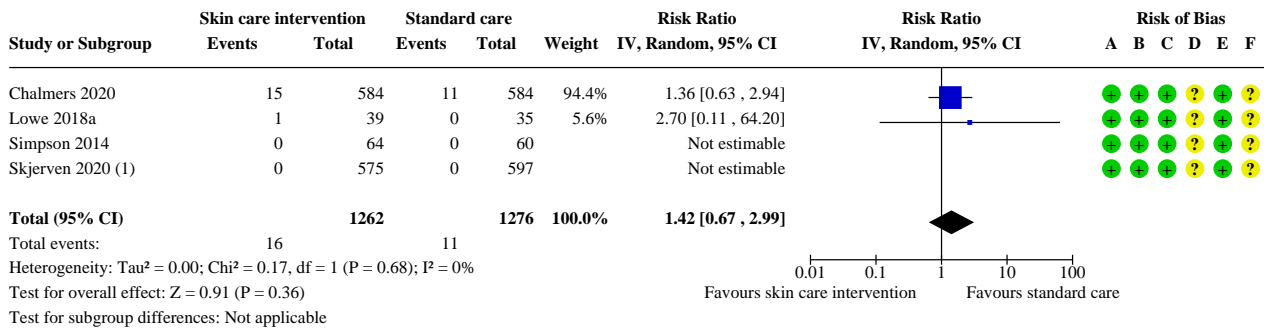 Skin care intervention Standard care Risk Ratio Risk Ratio Risk of Bias
Study or Subgroup Events Total Events Total Weight IV, Random, 95% CI IV, Random, 95% CI A B C D E F
Chalmers 2020 15 584 11 584 94.4% 1.36 [0.63 , 2.94] + + + ? + ?
Lowe 2018a 1 39 0 35 5.6% 2.70 [0.11 , 64.20] + + + ? + ?
Simpson 2014 0 64 0 60 Not estimable + + + ? + ?
Skjerven 2020 (1) 0 575 0 597 Not estimable + + + ? + ?
Total (95% CI) 1262 1276 100.0% 1.42 [0.67 , 2.99]
Total events: 16 11
Heterogeneity: Tau² = 0.00; Chi² = 0.17, df = 1 (P = 0.68); I² = 0%
0.01 0.1 1 10 100
Test for overall effect: Z = 0.91 (P = 0.36)
Favours skin care intervention Favours standard care
Test for subgroup differences: Not applicable